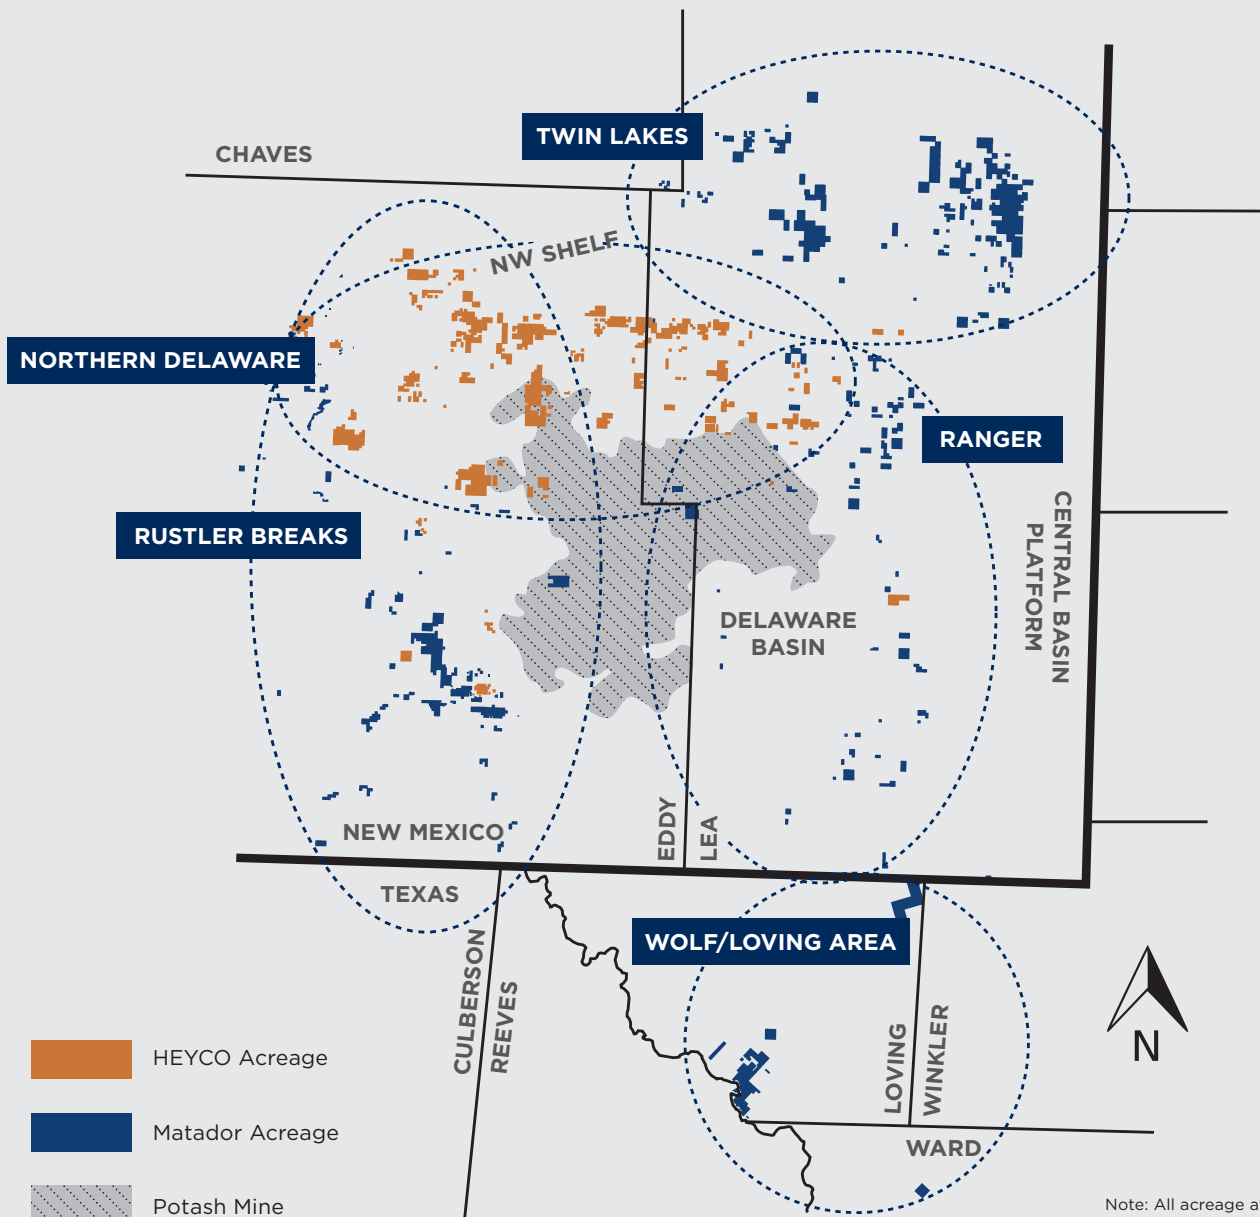 TWIN LAKES
CHAVES
NW SHELF
NORTHERN DELAWARE
RANGER
RUSTLER BREAKS
CENTRAL BASIN
PLATFORM
DELAWARE
BASIN
EDDY
LEA
NEW MEXICO
TEXAS
WOLF/LOVING AREA
CULBERSON
REEVES
LOVING
WINKLER
WARD
N
HEYCO Acreage
Matador Acreage
Potash Mine
Note: All acreage a